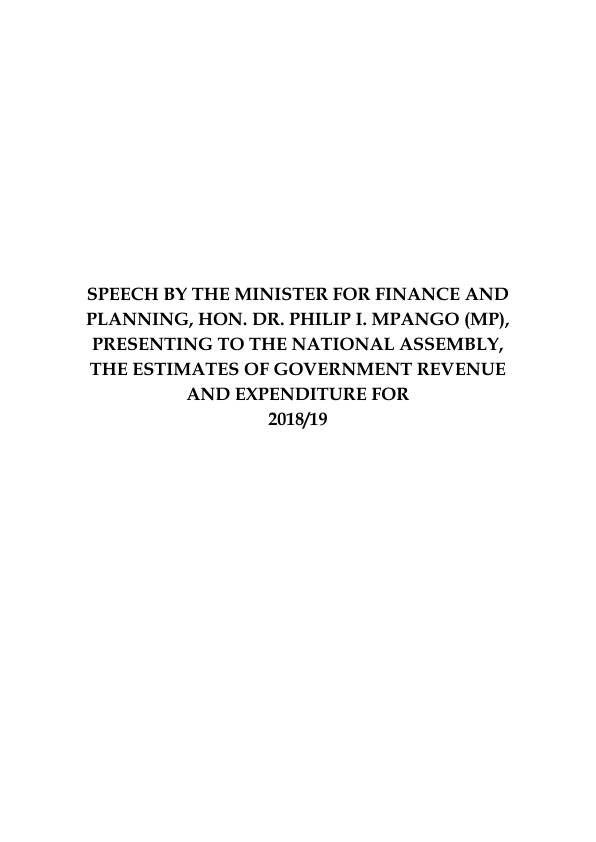 SPEECH BY THE MINISTER FOR FINANCE AND
PLANNING, HON. DR. PHILIP I. MPANGO (MP),
PRESENTING TO THE NATIONAL ASSEMBLY,
THE ESTIMATES OF GOVERNMENT REVENUE
AND EXPENDITURE FOR
2018/19